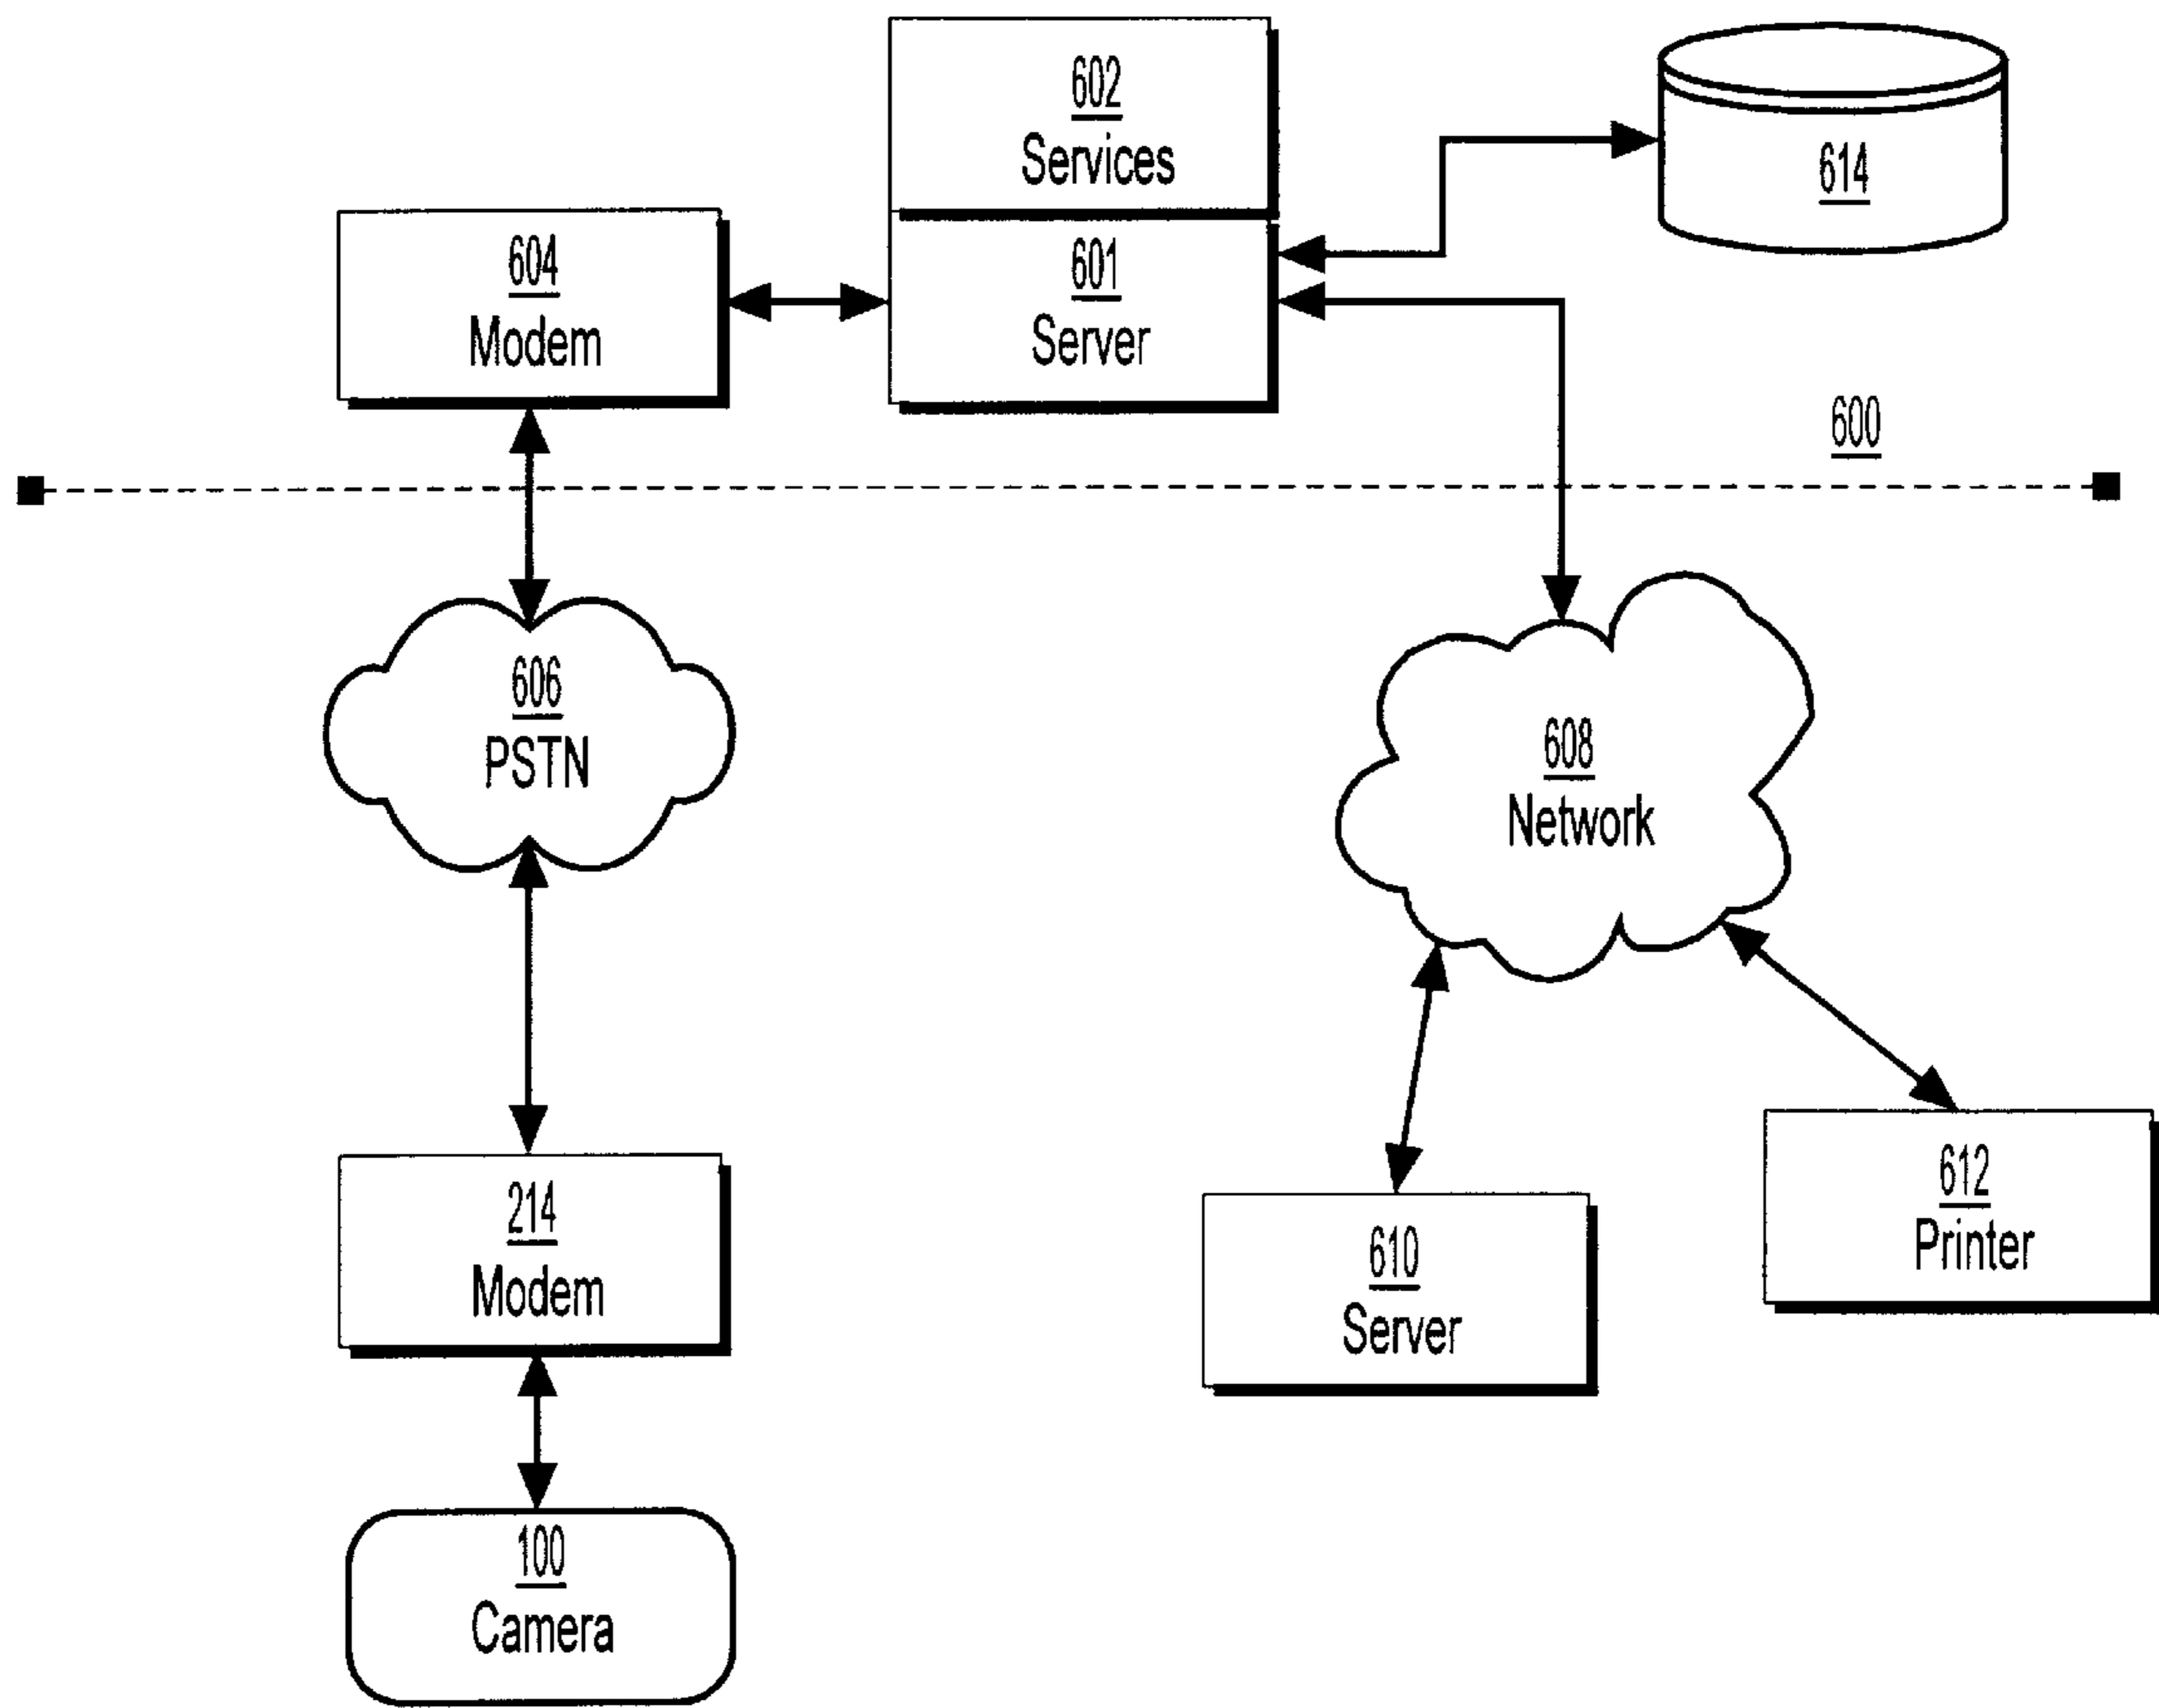 602
Services
614
604
Modem
601
Server
600
606
PSTN
608
Network
214
Modem
612
Printer
610
Server
100
Camera